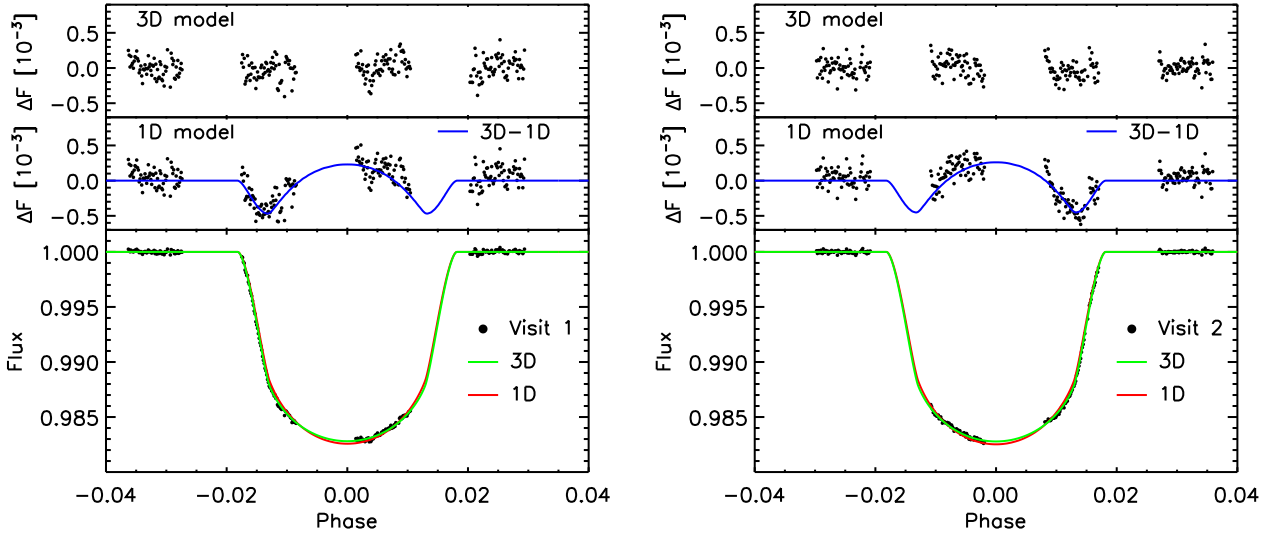 3D model
0.5
0.0
−0.5
ΔF [10⁻³]
1D model
3D−1D
0.5
0.0
−0.5
ΔF [10⁻³]
1.000
0.995
0.990
0.985
Flux
Visit 1
3D
1D
−0.04
−0.02
0.00
0.02
0.04
Phase
3D model
0.5
0.0
−0.5
ΔF [10⁻³]
1D model
3D−1D
0.5
0.0
−0.5
ΔF [10⁻³]
1.000
0.995
0.990
0.985
Flux
Visit 2
3D
1D
−0.04
−0.02
0.00
0.02
0.04
Phase